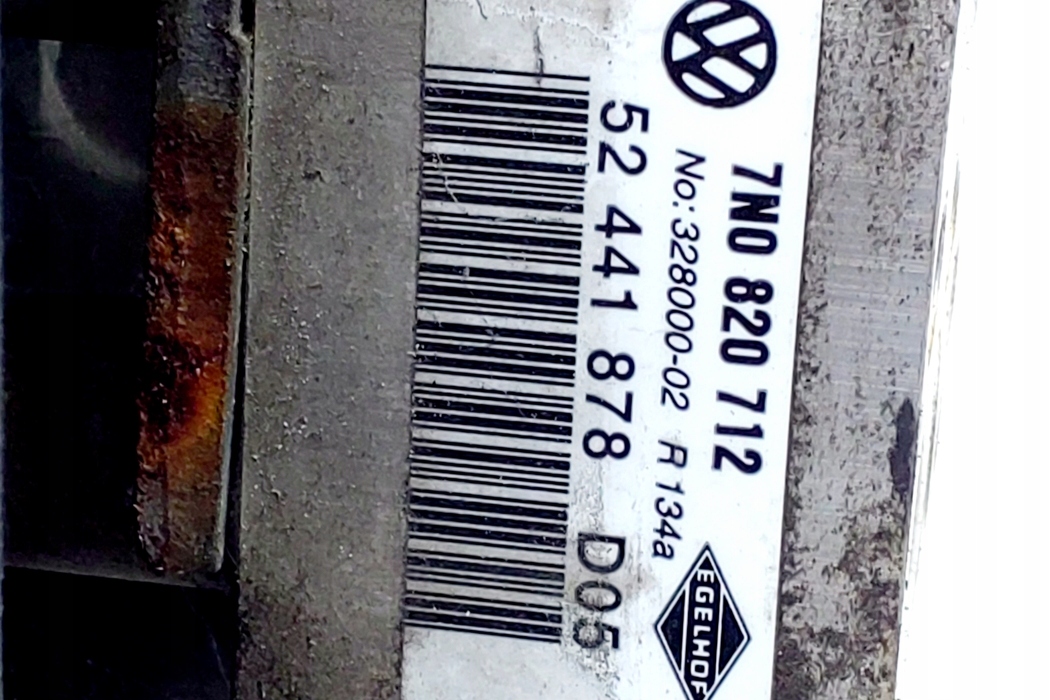 7N0 820 712
No: 328000-02 R 134a
EGELHOF
52 441 878 D05